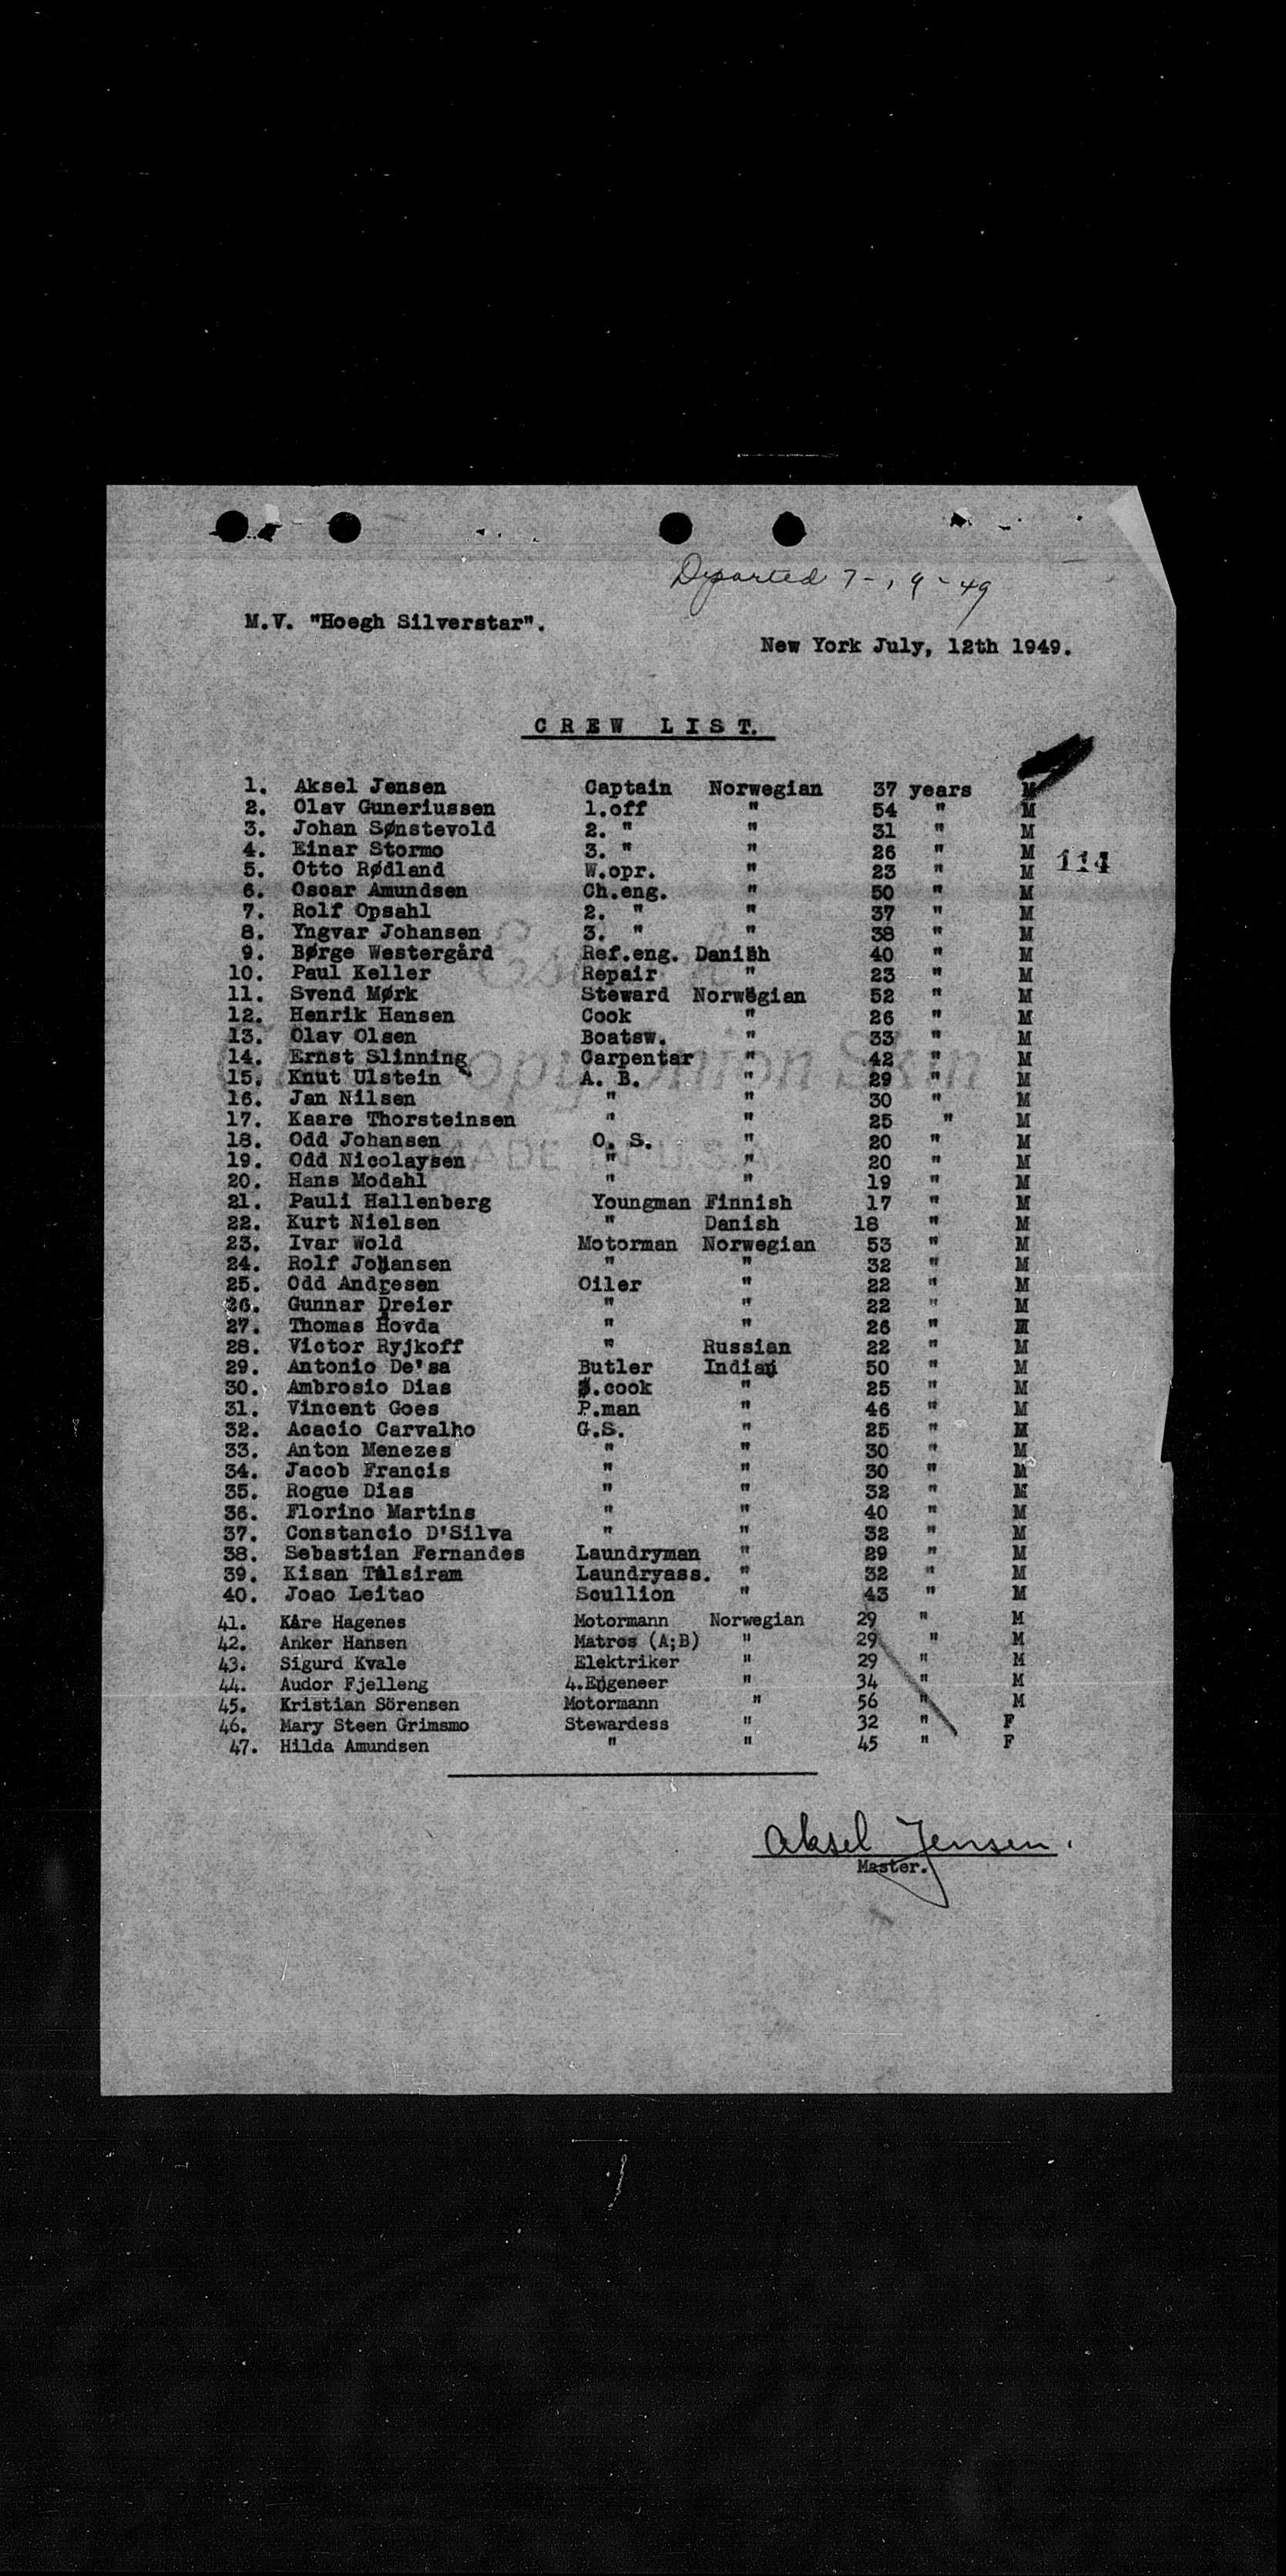 Departed 7-19-49
M.V. "Hoegh Silverstar".
New York July, 12th 1949.
CREW LIST.
1. Aksel Jensen Captain Norwegian 37 years M
2. Olav Guneriussen 1.off " 54 " M
3. Johan Sønstevold 2. " " 31 " M
4. Einar Stormo 3. " " 26 " M
114
5. Otto Rødland W.opr. " 23 " M
6. Oscar Amundsen Ch.eng. " 50 " M
7. Rolf Opsahl 2. " " 37 " M
8. Yngvar Johansen 3. " " 38 " M
9. Børge Westergård Ref.eng. Danish 40 " M
10. Paul Keller Repair " 23 " M
11. Svend Mørk Steward Norwegian 52 " M
12. Henrik Hansen Cook " 26 " M
13. Olav Olsen Boatsw. " 33 " M
14. Ernst Slinning Carpentar " 42 " M
15. Knut Ulstein A. B. " 29 " M
16. Jan Nilsen " " 30 " M
17. Kaare Thorsteinsen " " 25 " M
18. Odd Johansen O. S. " 20 " M
MADE IN U.S.A.
19. Odd Nicolaysen " " 20 " M
20. Hans Modahl " " 19 " M
21. Pauli Hallenberg Youngman Finnish 17 " M
22. Kurt Nielsen " Danish 18 " M
23. Ivar Wold Motorman Norwegian 53 " M
24. Rolf Johansen " " 32 " M
25. Odd Andresen Oiler " 22 " M
26. Gunnar Dreier " " 22 " M
27. Thomas Hovda " " 26 " M
28. Victor Ryjkoff " Russian 22 " M
29. Antonio De'sa Butler Indian 50 " M
30. Ambrosio Dias .cook " 25 " M
31. Vincent Goes P.man " 46 " M
32. Acacio Carvalho G.S. " 25 " M
33. Anton Menezes " " 30 " M
34. Jacob Francis " " 30 " M
35. Rogue Dias " " 32 " M
36. Florino Martins " " 40 " M
37. Constancio D'Silva " " 32 " M
38. Sebastian Fernandes Laundryman " 29 " M
39. Kisan Tulsiram Laundryass. " 32 " M
40. Joao Leitao Scullion " 43 " M
41. Kåre Hagenes Motormann Norwegian 29 " M
42. Anker Hansen Matros (A;B) " 29 " M
43. Sigurd Kvale Elektriker " 29 " M
44. Audor Fjelleng 4.Engeneer " 34 " M
45. Kristian Sörensen Motormann " 56 " M
46. Mary Steen Grimsmo Stewardess " 32 " F
47. Hilda Amundsen " " 45 " F
Aksel Jensen.
Master.